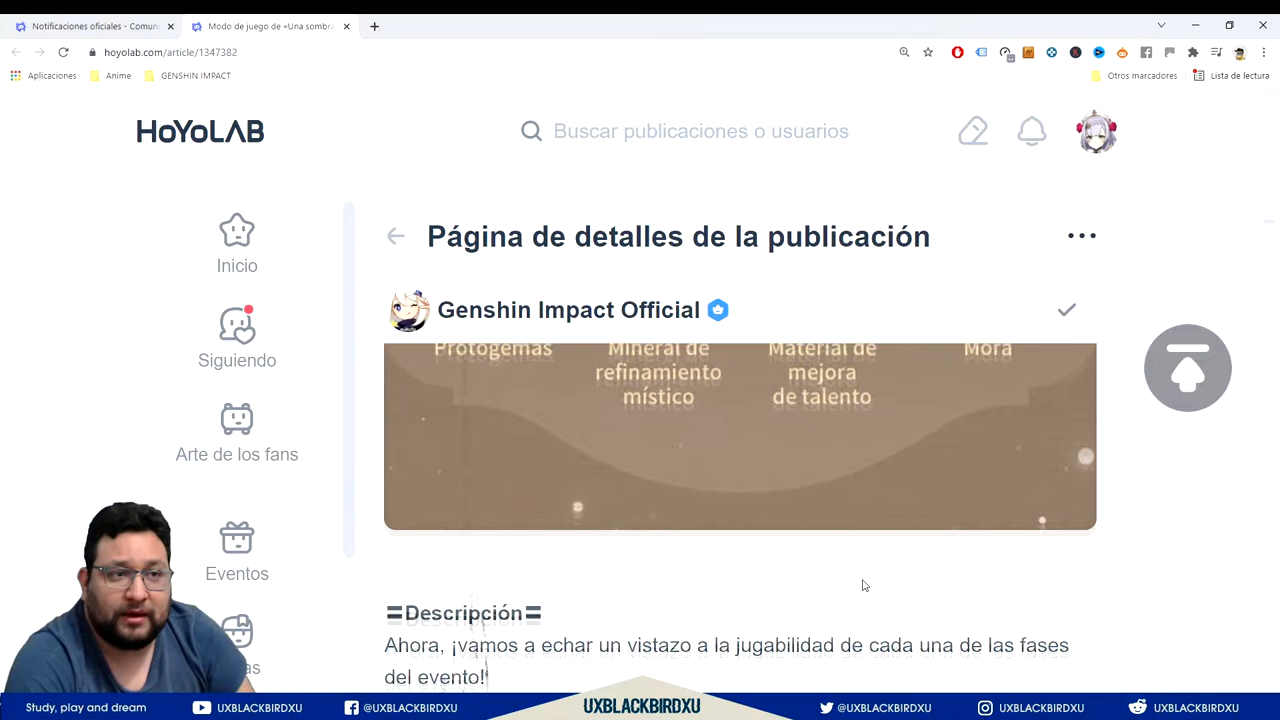 Notificaciones oficiales - Comun
Modo de juego de «Una sombra
hoyolab.com/article/1347382
Aplicaciones
Anime
GENSHIN IMPACT
Otros marcadores
Lista de lectura
HoYoLAB
Buscar publicaciones o usuarios
Inicio
Siguiendo
Arte de los fans
Eventos
as
Página de detalles de la publicación
Genshin Impact Official
Protogemas
Mineral de
refinamiento
místico
Material de
mejora
de talento
Mora
〓Descripción〓
Ahora, ¡vamos a echar un vistazo a la jugabilidad de cada una de las fases
del evento!
Study, play and dream
UXBLACKBIRDXU
@UXBLACKBIRDXU
UXBLACKBIRDXU
@UXBLACKBIRDXU
UXBLACKBIRDXU
UXBLACKBIRDXU